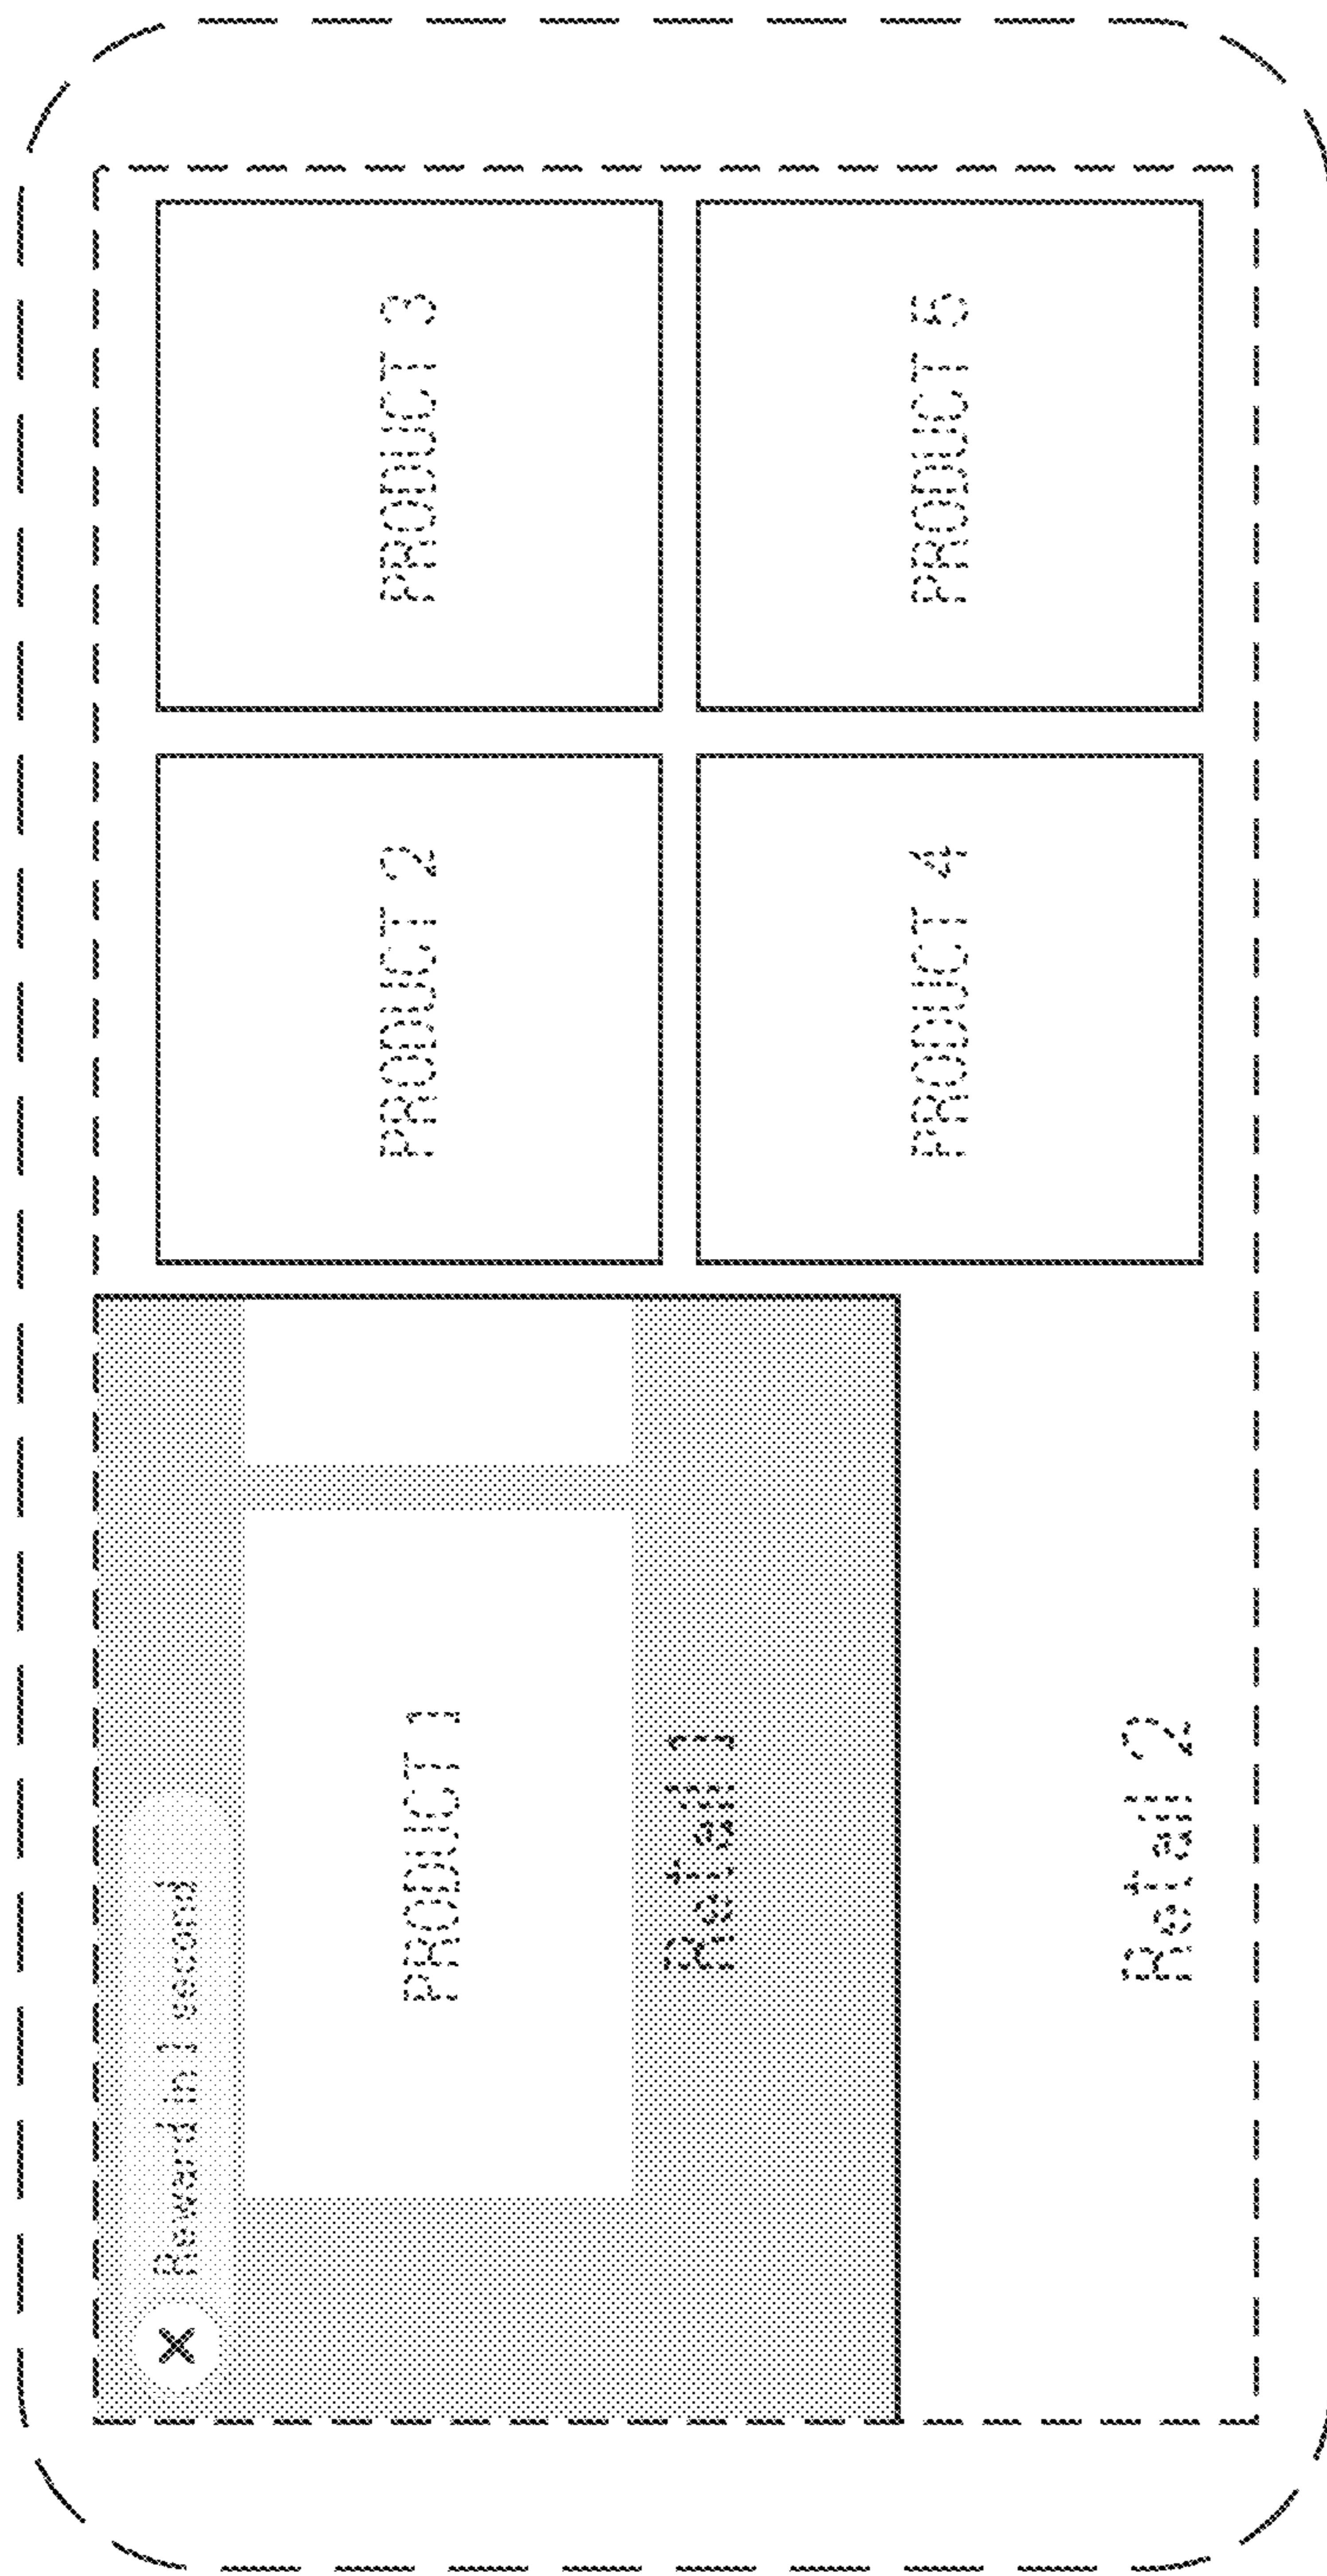 X Reward in 1 second
PRODUCT 1
Retail 1
Retail 2
PRODUCT 2
PRODUCT 3
PRODUCT 4
PRODUCT 5